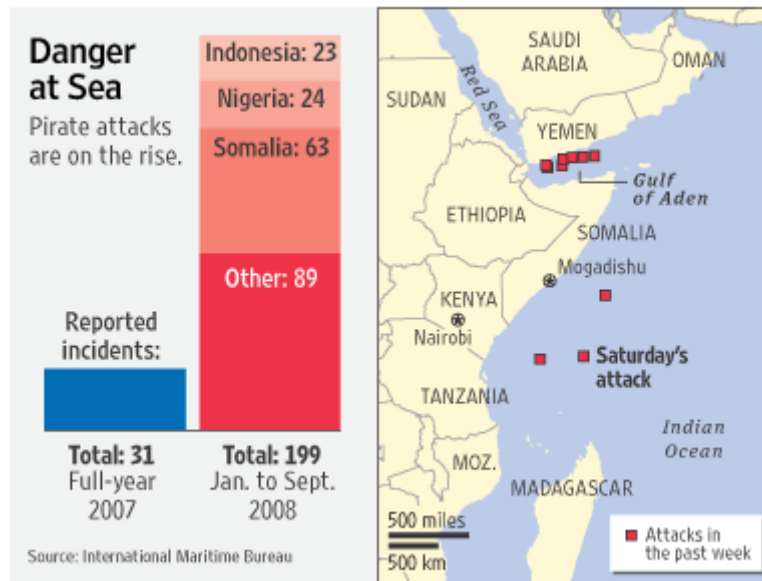 Danger
at Sea
Pirate attacks
are on the rise.
Indonesia: 23
Nigeria: 24
Somalia: 63
Other: 89
Reported
incidents:
Total: 31
Full-year
2007
Total: 199
Jan. to Sept.
2008
Source: International Maritime Bureau
SAUDI
ARABIA
OMAN
Red Sea
SUDAN
YEMEN
Gulf
of Aden
ETHIOPIA
SOMALIA
Mogadishu
KENYA
Nairobi
Saturday's
attack
TANZANIA
Indian
Ocean
MOZ.
MADAGASCAR
500 miles
500 km
Attacks in
the past week